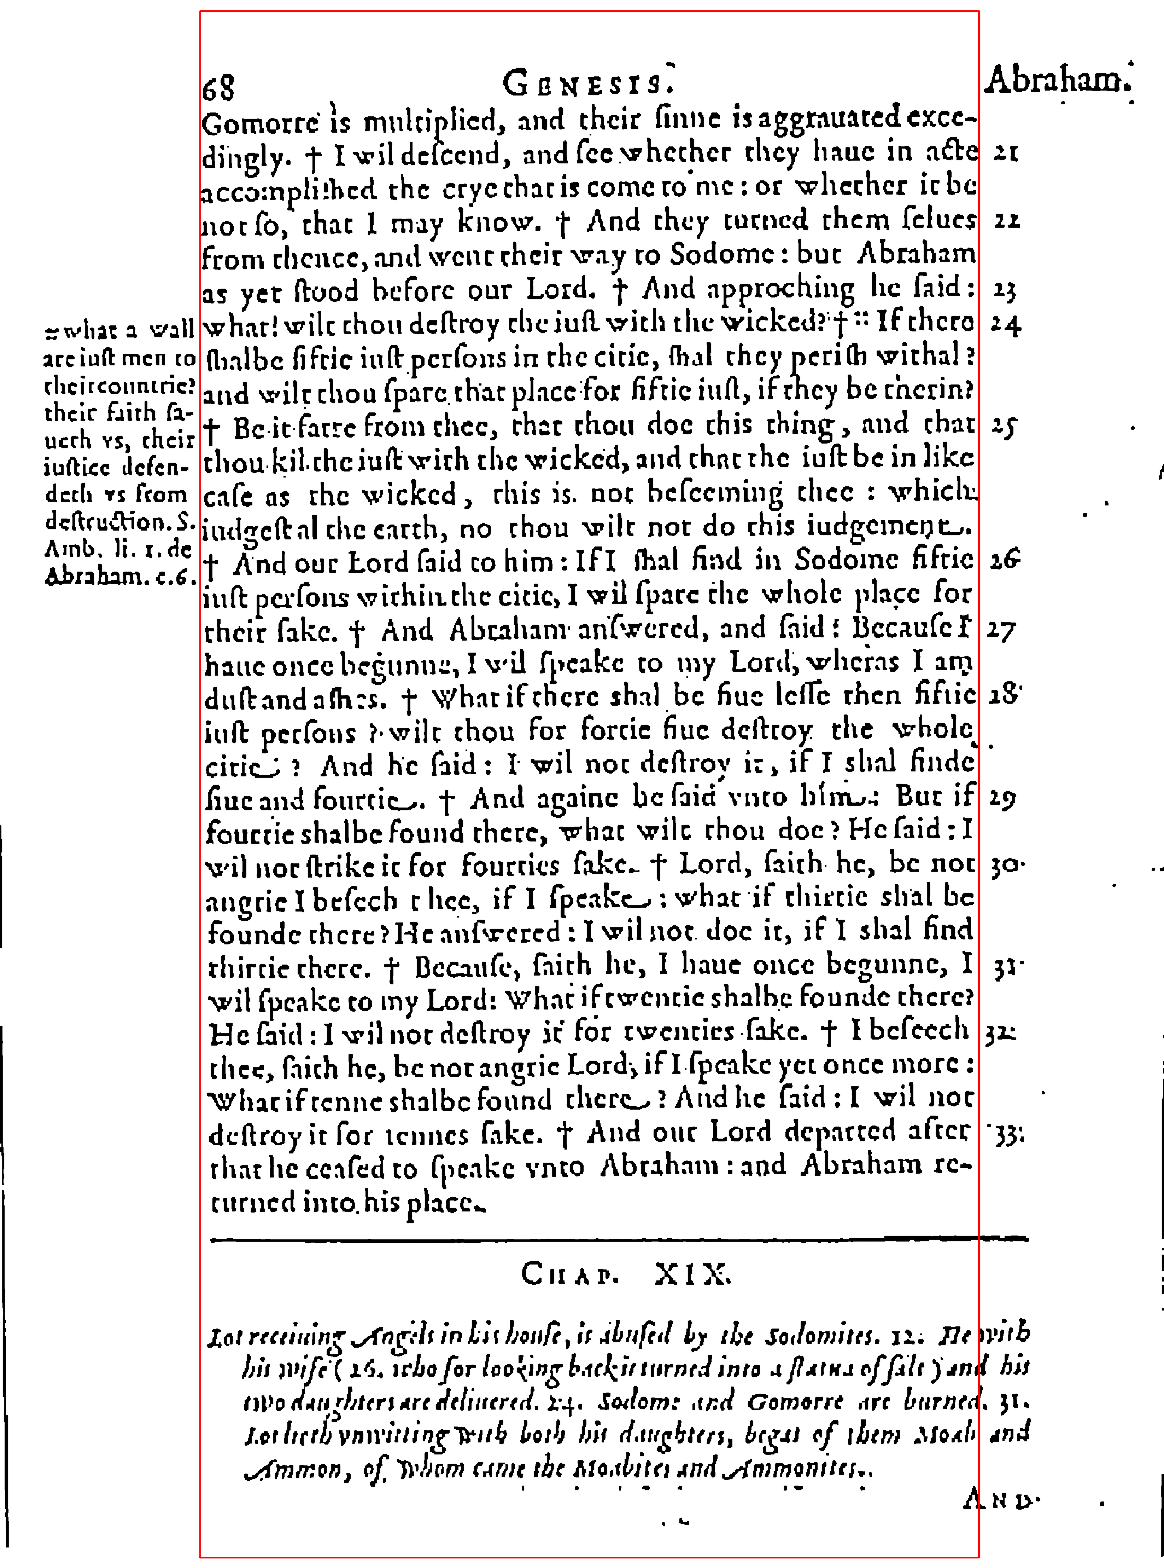 68 GENESIS. Abraham.
Gomorre is multiplied, and their ſinne is aggrauated exce-
dingly. † I wil deſcend, and ſee whether they haue in acte 21
accompliſhed the crye that is come to me: or whether it be
not ſo, that I may know. † And they turned them ſelues 22
from thence, and went their way to Sodome: but Abraham
as yet ſtood before our Lord. † And approching he ſaid: 23
what! wilt thou deſtroy the iuſt with the wicked? † :: If there 24
ſhalbe fiftie iuſt perſons in the citie, ſhal they periſh withal?
and wilt thou ſpare that place for fiftie iuſt, if they be therin?
† Be it farre from thee, that thou doe this thing, and that 25
thou kil the iuſt with the wicked, and that the iuſt be in like
caſe as the wicked, this is not beſeeming thee: which
iudgeſt al the earth, no thou wilt not do this iudgement.
† And our Lord ſaid to him: If I ſhal find in Sodome fiftie 26
iuſt perſons within the citie, I wil ſpare the whole place for
their ſake. † And Abraham anſwered, and ſaid: Becauſe I 27
haue once begunne, I wil ſpeake to my Lord, wheras I am
duſt and aſhes. † What if there shal be fiue leſſe then fiftie 28
iuſt perſons? wilt thou for fortie fiue deſtroy the whole
citie? And he ſaid: I wil not deſtroy it, if I shal finde
fiue and fourtie. † And againe he ſaid vnto him: But if 29
fourtie shalbe found there, what wilt thou doe? He ſaid: I
wil not ſtrike it for fourties ſake. † Lord, ſaith he, be not 30
angrie I beſech thee, if I ſpeake: what if thirtie shal be
founde there? He anſwered: I wil not doe it, if I shal find
thirtie there. † Becauſe, ſaith he, I haue once begunne, I 31
wil ſpeake to my Lord: What if twentie shalbe founde there?
He ſaid: I wil not deſtroy it for twenties ſake. † I beſeech 32
thee, ſaith he, be not angrie Lord, if I ſpeake yet once more:
What if tenne shalbe found there? And he ſaid: I wil not
deſtroy it for tennes ſake. † And our Lord departed after 33
that he ceaſed to ſpeake vnto Abraham: and Abraham re-
turned into his place.
:: what a wall
are iuſt men to
their countrie?
their faith ſa-
ueth vs, their
iuſtice defen-
deth vs from
deſtruction. S.
Amb. li. 1. de
Abraham. c.6.
CHAP. XIX.
Lot receiuing Angels in his houſe, is abuſed by the Sodomites. 12. He with
his wife (26. who for looking back is turned into a ſtatua of ſalt) and his
two daughters are deliuered. 24. Sodome and Gomorre are burned. 31.
Lot lieth vnwitting with both his daughters, begat of them Moab and
Ammon, of whom came the Moabites and Ammonites.
AND